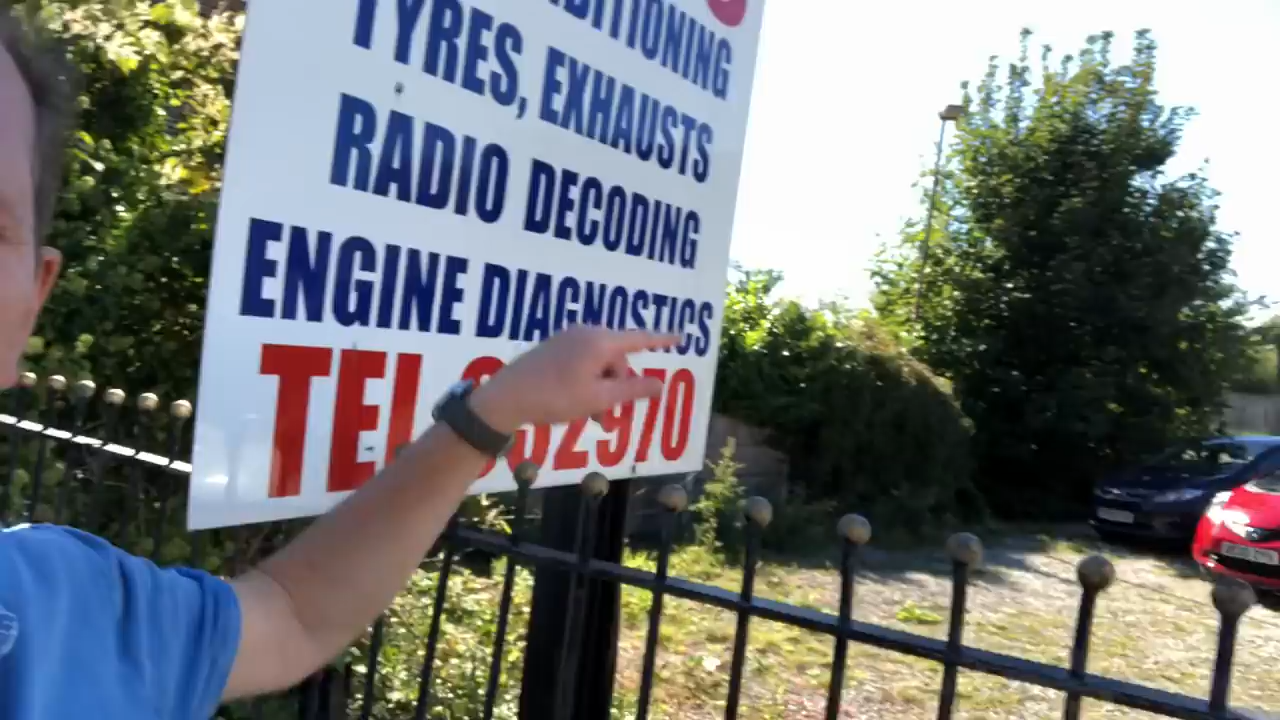 TYRES, EXHAUSTS
RADIO DECODING
ENGINE DIAGNOSTICS
TEL